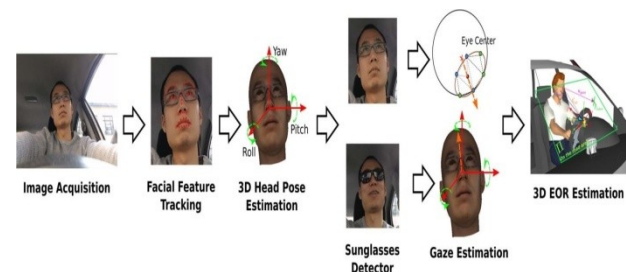 Yaw
Pitch
Roll
Eye Center
Image Acquisition
Facial Feature
Tracking
3D Head Pose
Estimation
Sunglasses
Detector
Gaze Estimation
3D EOR Estimation